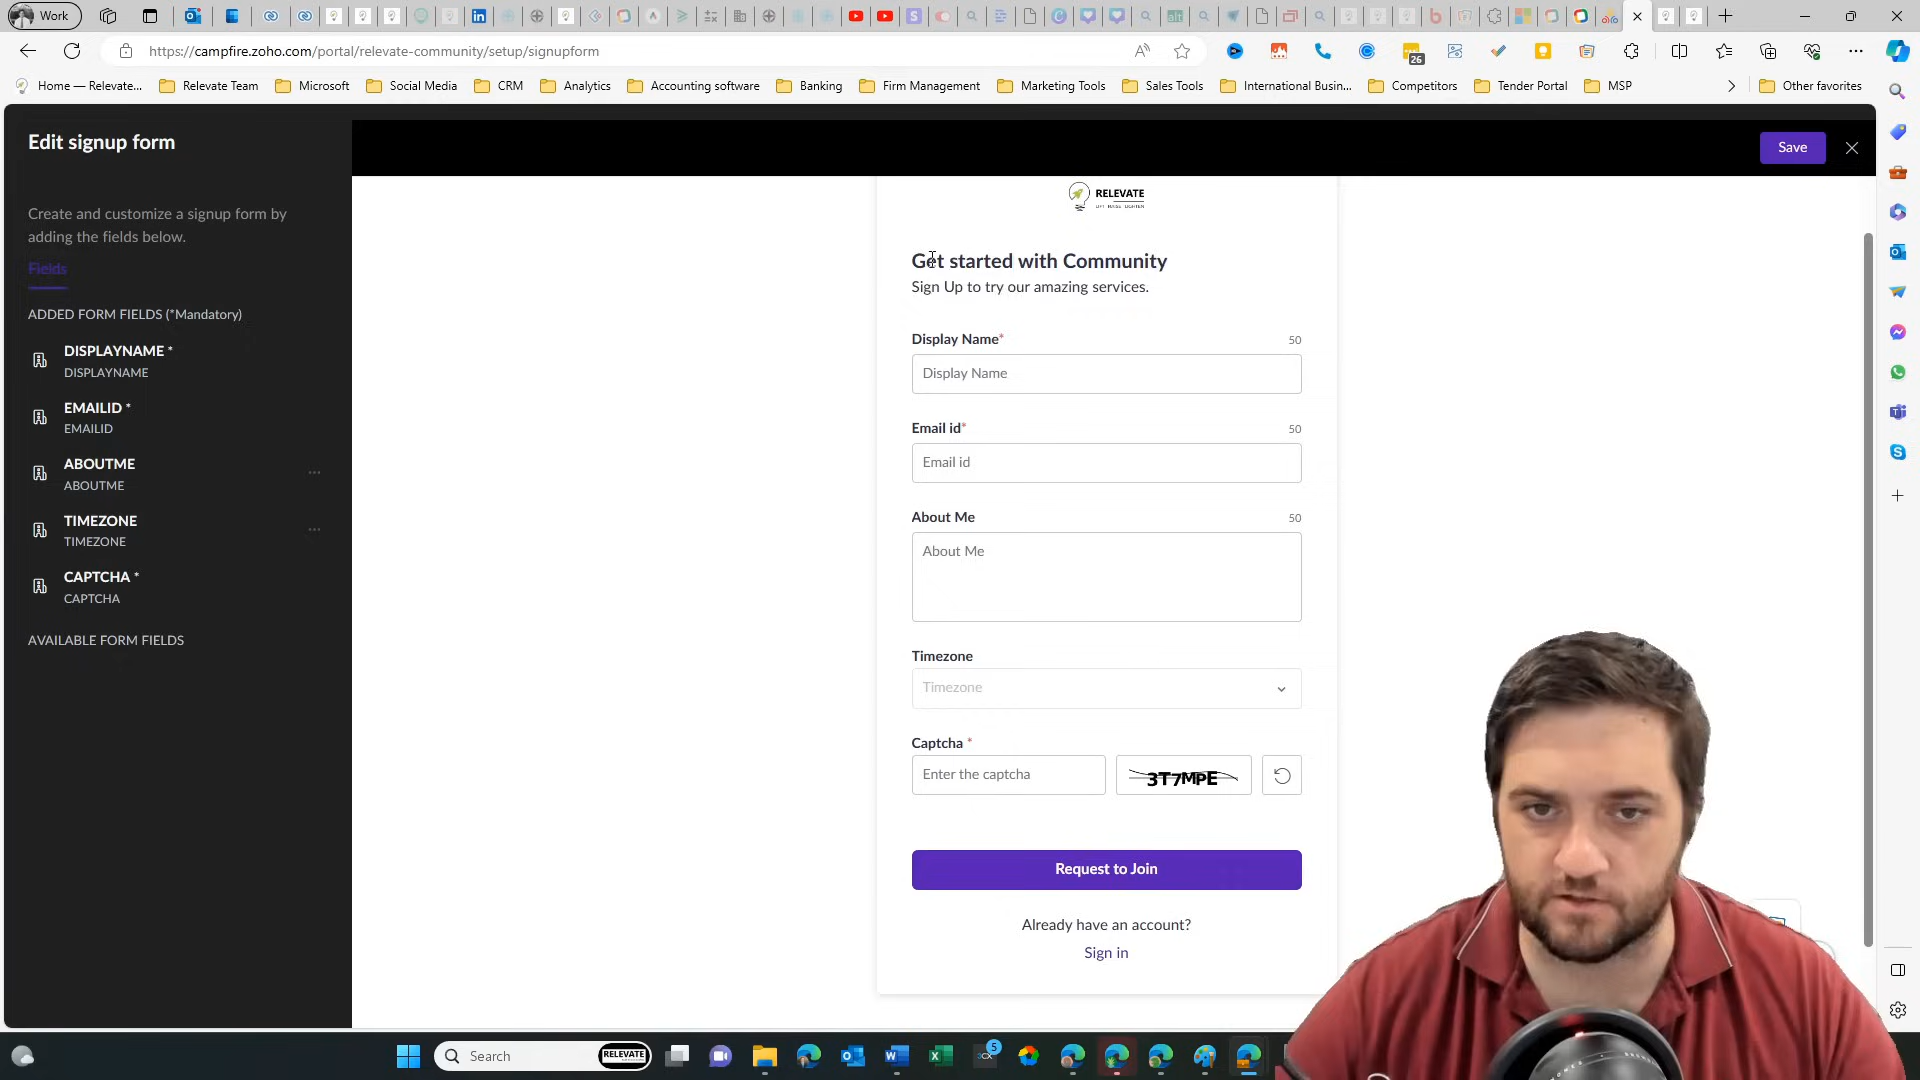 Work
https://campfire.zoho.com/portal/relevate-community/setup/signupform
26
Home — Relevate...
Relevate Team
Microsoft
Social Media
CRM
Analytics
Accounting software
Banking
Firm Management
Marketing Tools
Sales Tools
International Busin...
Competitors
Tender Portal
MSP
Other favorites
Edit signup form
Save
Create and customize a signup form by
adding the fields below.
Fields
ADDED FORM FIELDS (*Mandatory)
DISPLAYNAME *
DISPLAYNAME
EMAILID *
EMAILID
ABOUTME
ABOUTME
TIMEZONE
TIMEZONE
CAPTCHA *
CAPTCHA
AVAILABLE FORM FIELDS
RELEVATE
Get started with Community
Sign Up to try our amazing services.
Display Name*
50
Display Name
Email id*
50
Email id
About Me
50
About Me
Timezone
Timezone
Captcha *
Enter the captcha
3T7MPE
Request to Join
Already have an account?
Sign in
Search
RELEVATE
5